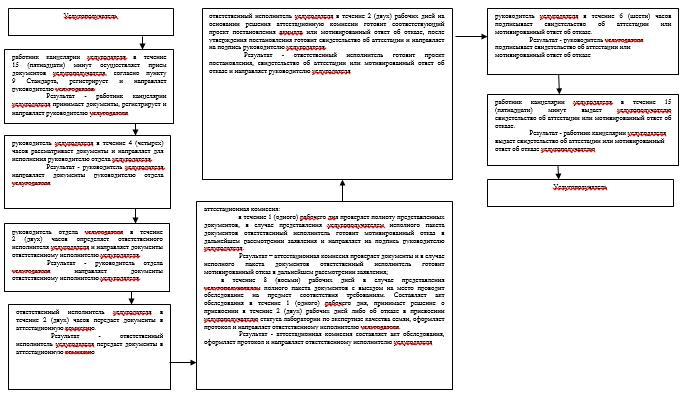 Услугополучатель
работник канцелярии услугодателя, в течение
15 (пятнадцати) минут осуществляет прием
документов услугополучателя, согласно пункту
9 Стандарта, регистрирует и направляет
руководителю услугодателя.
Результат - работник канцелярии
услугодателя принимает документы, регистрирует и
направляет руководителю услугодателя
руководитель услугодателя в течение 4 (четырех)
часов рассматривает документы и направляет для
исполнения руководителю отдела услугодателя.
Результат - руководитель услугодателя,
направляет документы руководителю отдела
услугодателя
руководитель отдела услугодателя в течение
2 (двух) часов определяет ответственного
исполнителя услугодателя и направляет документы
ответственному исполнителю услугодателя.
Результат - руководитель отдела
услугодателя направляет документы
ответственному исполнителю услугодателя.
ответственный исполнитель услугодателя в
течение 2 (двух) часов передает документы в
аттестационную комиссию.
Результат - ответственный
исполнитель услугодателя передает документы в
аттестационную комиссию
аттестационная комиссия:
в течение 1 (одного) рабочего дня проверяет полноту представленных
документов, в случае представления услугополучателем, неполного пакета
документов ответственный исполнитель готовит мотивированный отказ в
дальнейшем рассмотрении заявления и направляет на подпись руководителю
услугодателя.
Результат – аттестационная комиссия проверяет документы и в случае
неполного пакета документов ответственный исполнитель готовит
мотивированный отказ в дальнейшем рассмотрении заявления;
в течение 8 (восьми) рабочих дней в случае представления
услугополучателем полного пакета документов с выездом на место проводит
обследование на предмет соответствия требованиям. Составляет акт
обследования в течение 1 (одного) рабочего дня, принимает решение о
присвоении в течение 2 (двух) рабочих дней либо об отказе в присвоении
услугополучателю статуса лаборатории по экспертизе качества семян, оформляет
протокол и направляет ответственному исполнителю услугодателя.
Результат - аттестационная комиссия составляет акт обследования,
оформляет протокол и направляет ответственному исполнителю услугодателя
ответственный исполнитель услугодателя в течение 2 (двух) рабочих дней на
основании решения аттестационной комиссии готовит соответствующий
проект постановления акимата или мотивированный ответ об отказе, после
утверждения постановления готовит свидетельство об аттестации и направляет
на подпись руководителю услугодателя.
Результат - ответственный исполнитель готовит проект
постановления, свидетельство об аттестации или мотивированный ответ об
отказе и направляет руководителю услугодателя
руководитель услугодателя в течение 6 (шести) часов
подписывает свидетельство об аттестации или
мотивированный ответ об отказе.
Результат - руководитель услугодателя
подписывает свидетельство об аттестации или
мотивированный ответ об отказе
работник канцелярии услугодателя, в течение 15
(пятнадцати) минут выдает услугополучателю
свидетельство об аттестации или мотивированный ответ об
отказе.
Результат - работник канцелярии услугодателя
выдает свидетельство об аттестации или мотивированный
ответ об отказе услугополучателю
Услугополучатель